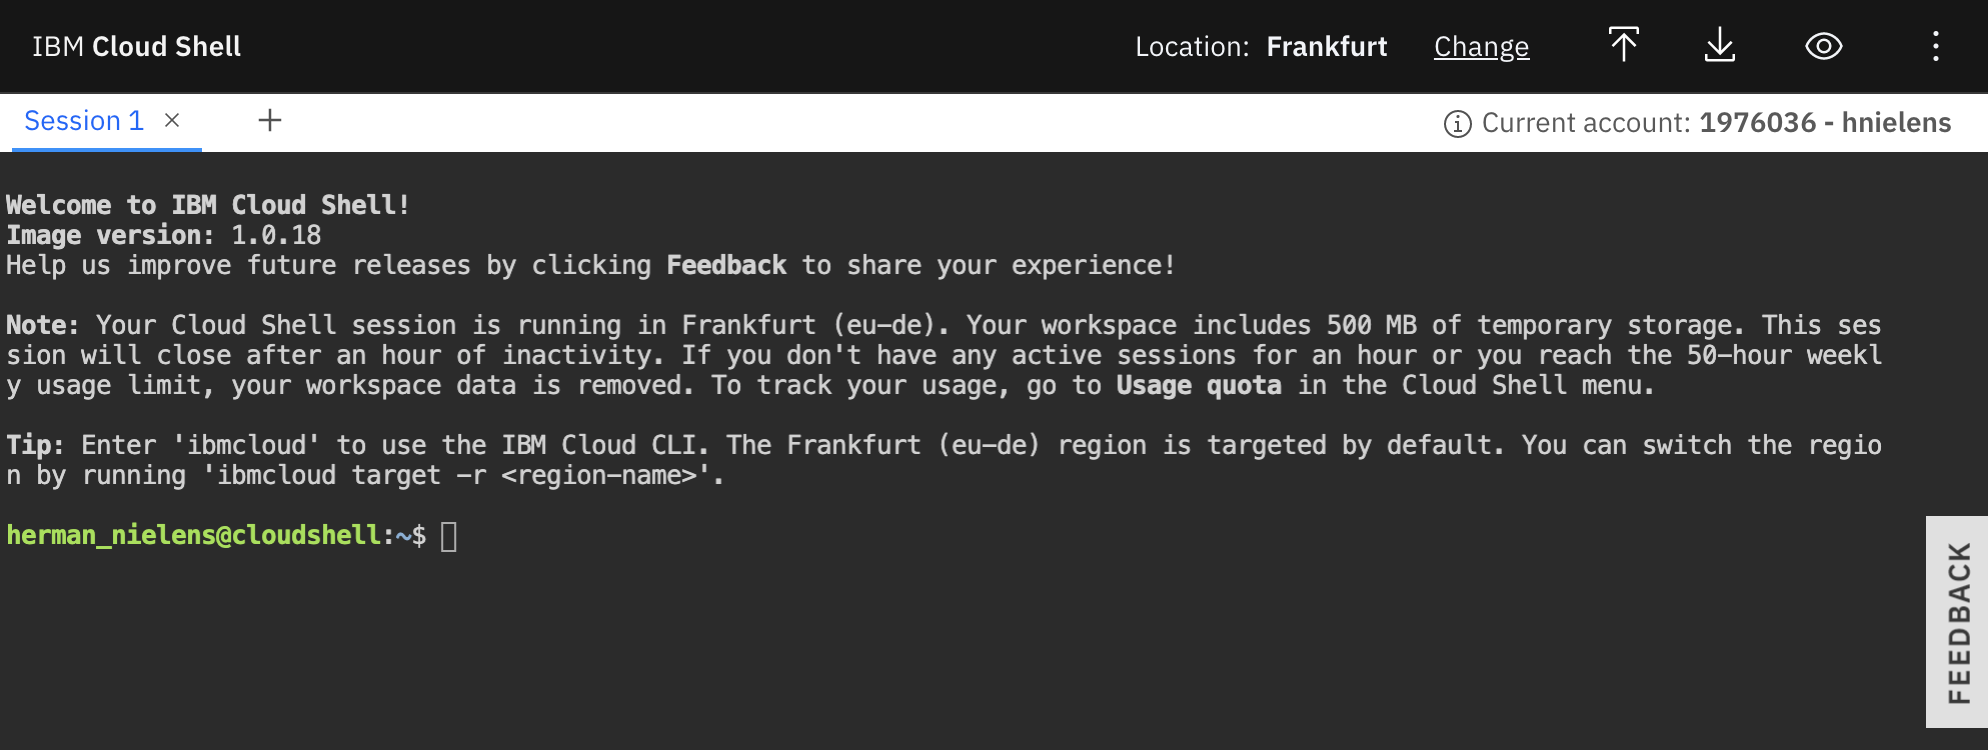 IBM Cloud Shell
Location: Frankfurt Change
Session 1 × +
Current account: 1976036 - hnielens
Welcome to IBM Cloud Shell!
Image version: 1.0.18
Help us improve future releases by clicking Feedback to share your experience!
Note: Your Cloud Shell session is running in Frankfurt (eu-de). Your workspace includes 500 MB of temporary storage. This ses
sion will close after an hour of inactivity. If you don't have any active sessions for an hour or you reach the 50-hour weekl
y usage limit, your workspace data is removed. To track your usage, go to Usage quota in the Cloud Shell menu.
Tip: Enter 'ibmcloud' to use the IBM Cloud CLI. The Frankfurt (eu-de) region is targeted by default. You can switch the regio
n by running 'ibmcloud target -r <region-name>'.
herman_nielens@cloudshell:~$
FEEDBACK